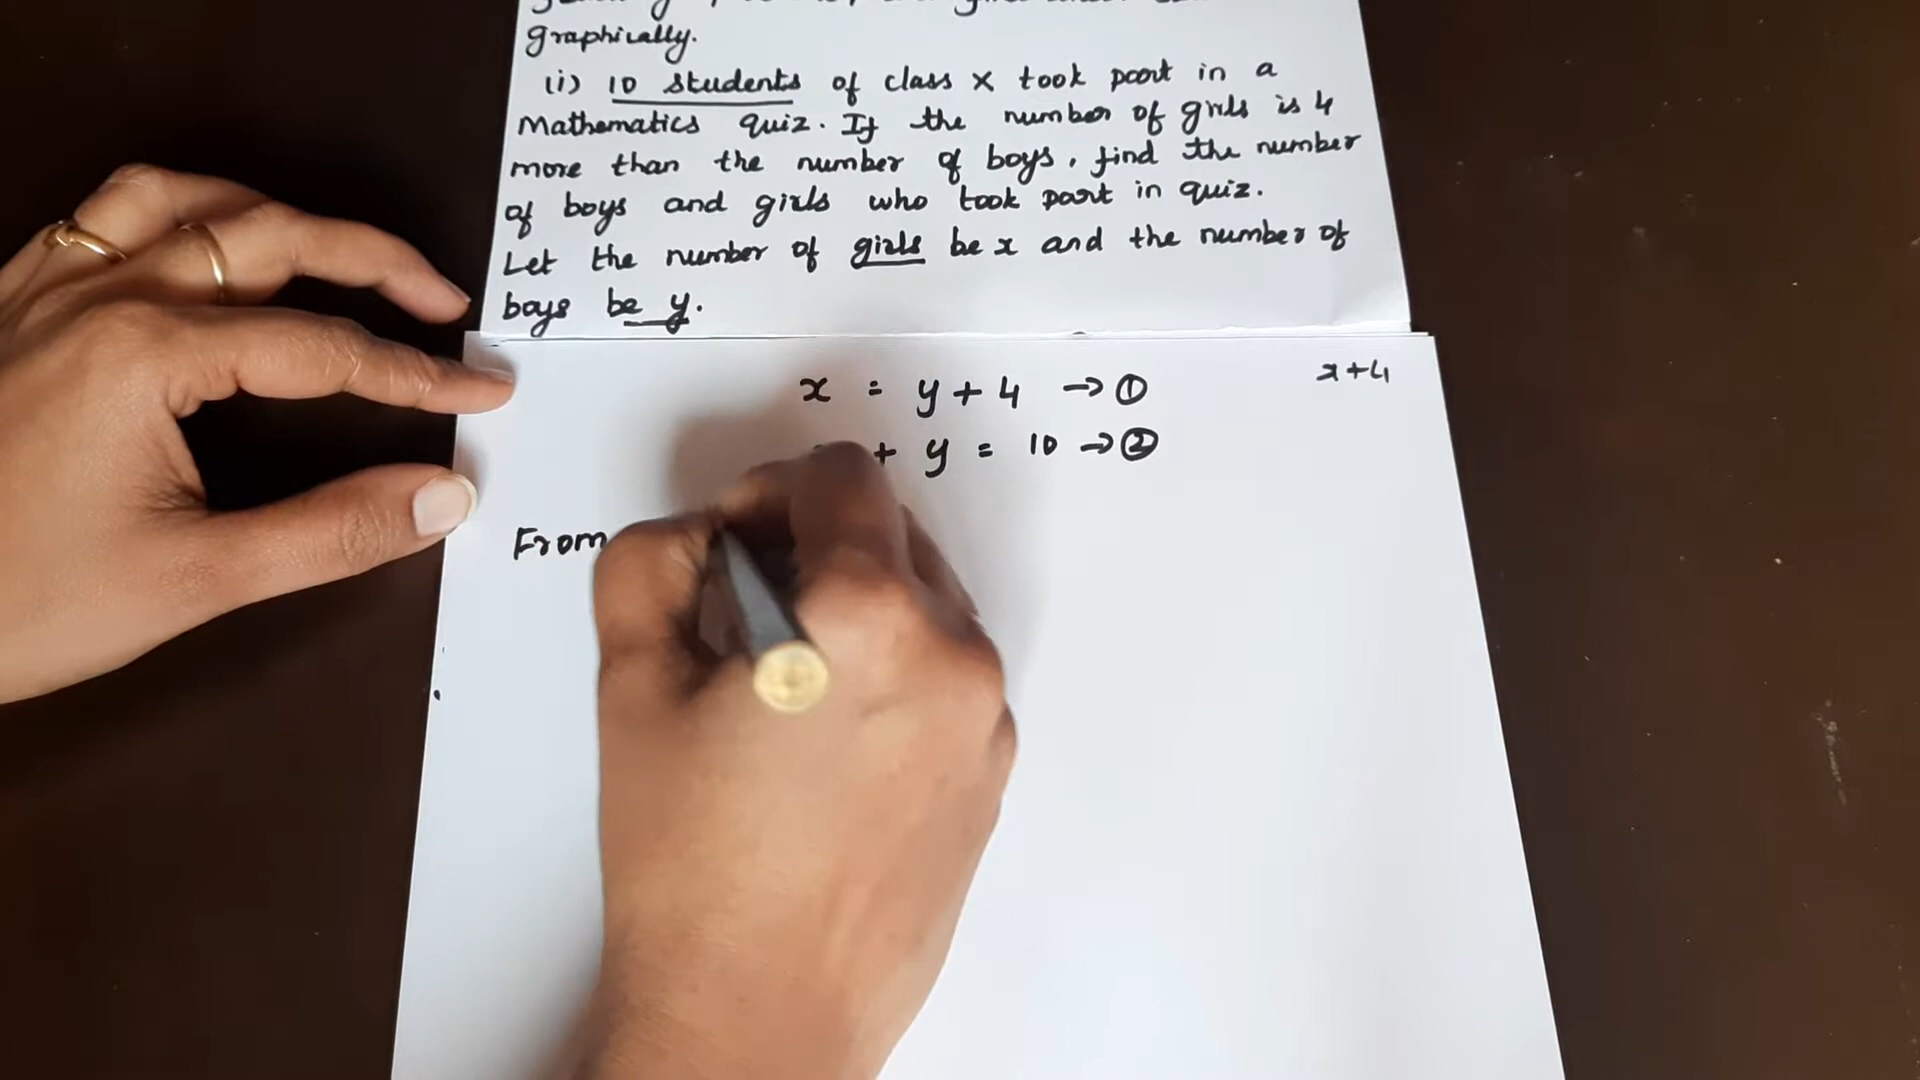 graphically.
(i) 10 students of class X took part in a
Mathematics quiz. If the number of girls is 4
more than the number of boys, find the number
of boys and girls who took part in quiz.
Let the number of girls be x and the number of
boys be y.
x = y + 4 → ①
x + 4
+ y = 10 → ②
From